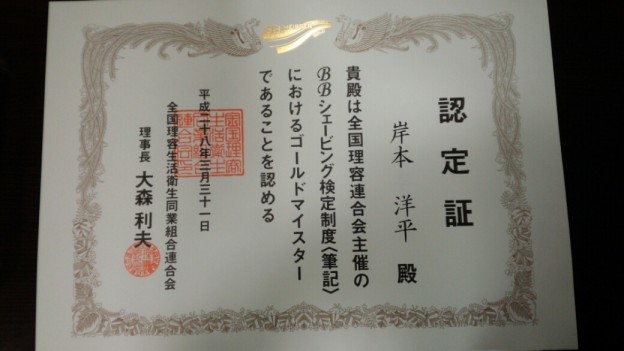 認定証
岸本 洋平 殿
貴殿は全国理容連合会主催の
BBシェービング検定制度〈筆記〉
におけるゴールドマイスター
であることを認める
平成二十八年三月三十一日
全国理容生活衛生同業組合連合会
理事長 大森利夫